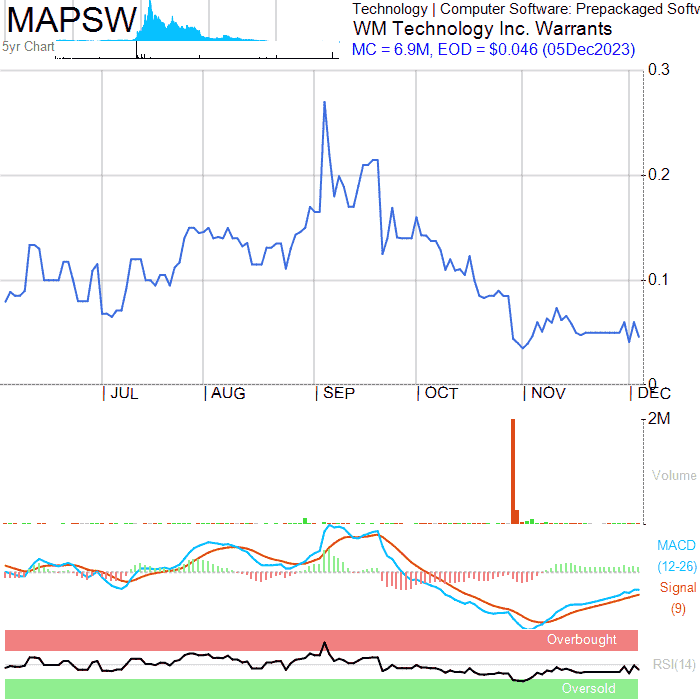 MAPSW
5yr Chart
Technology | Computer Software: Prepackaged Softw
WM Technology Inc. Warrants
MC = 6.9M, EOD = $0.046 (05Dec2023)
0.3
0.2
0.1
0
| JUL | AUG | SEP | OCT | NOV | DEC
2M
Volume
MACD
(12-26)
Signal
(9)
Overbought
RSI(14)
Oversold